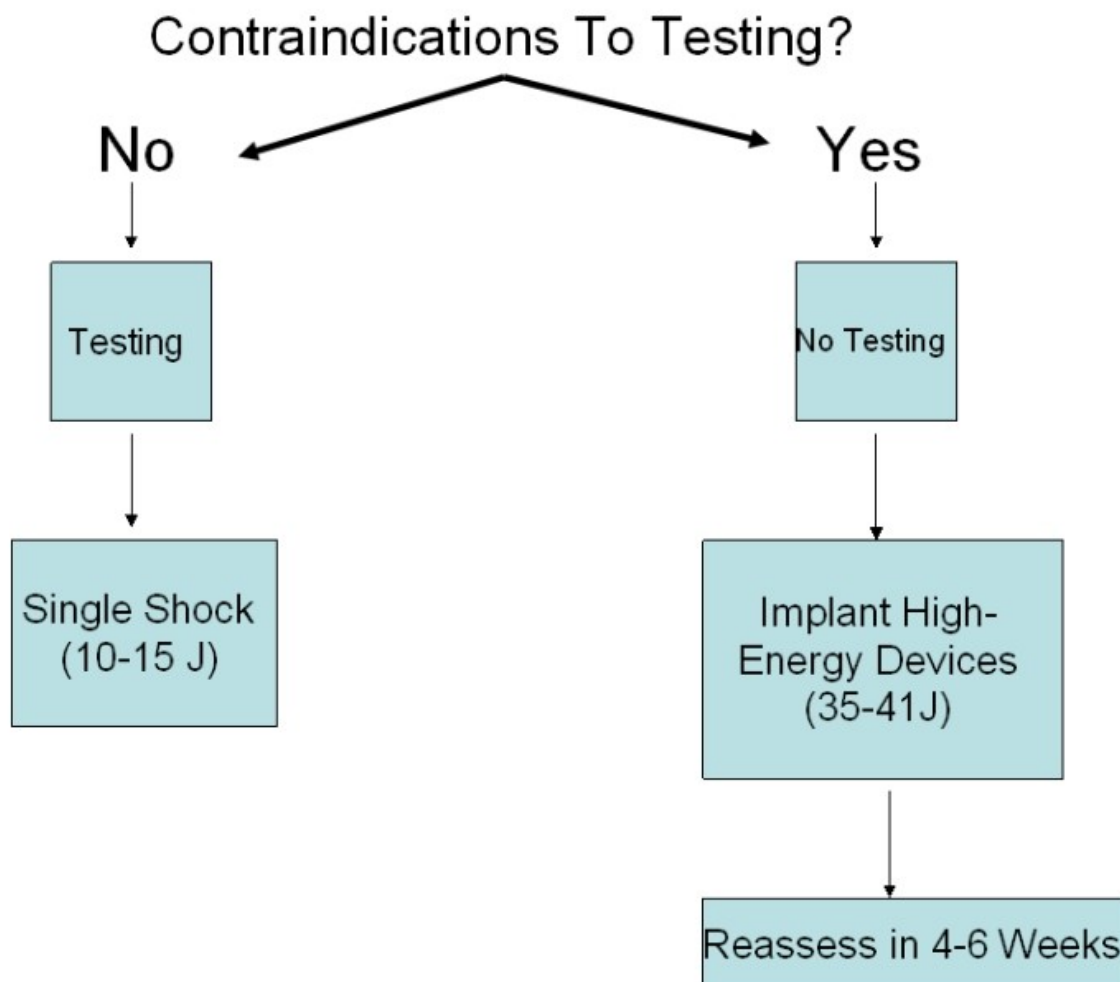 Contraindications To Testing?
No
Yes
Testing
No Testing
Single Shock
(10-15 J)
Implant High-
Energy Devices
(35-41J)
Reassess in 4-6 Weeks